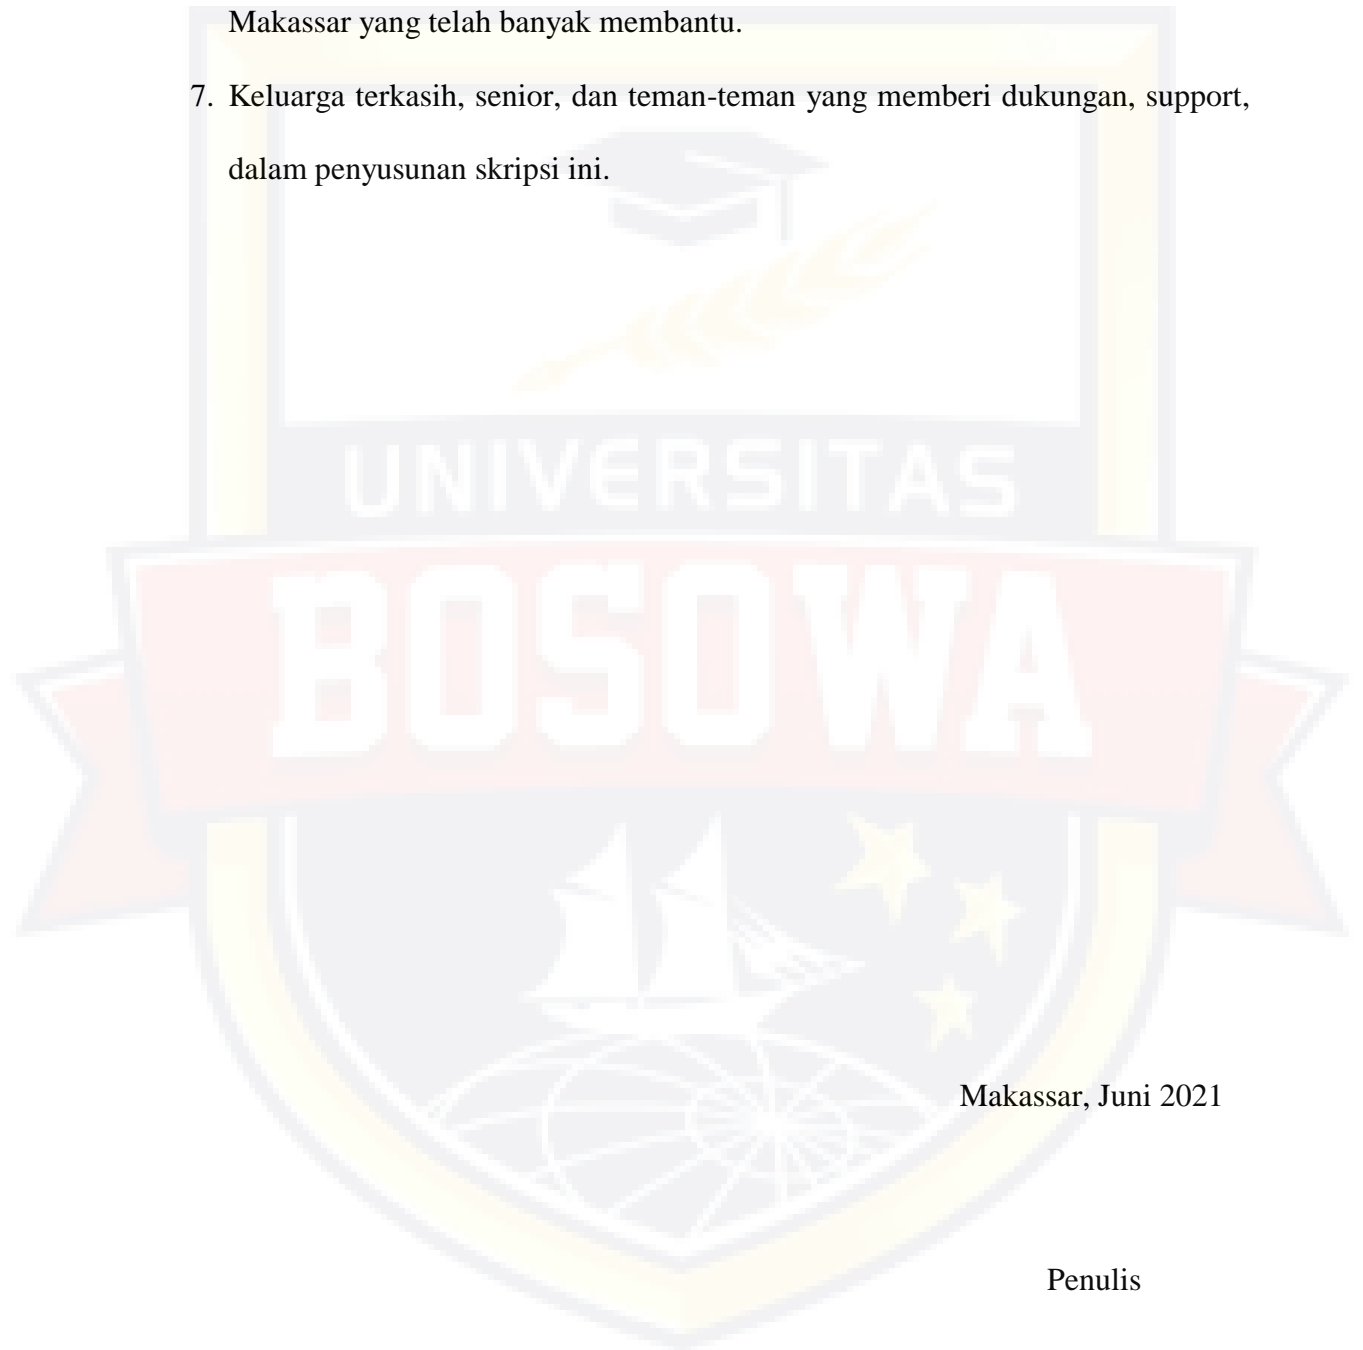 Makassar yang telah banyak membantu.
7. Keluarga terkasih, senior, dan teman-teman yang memberi dukungan, support,
dalam penyusunan skripsi ini.
UNIVERSITAS
BOSOWA
Makassar, Juni 2021
Penulis